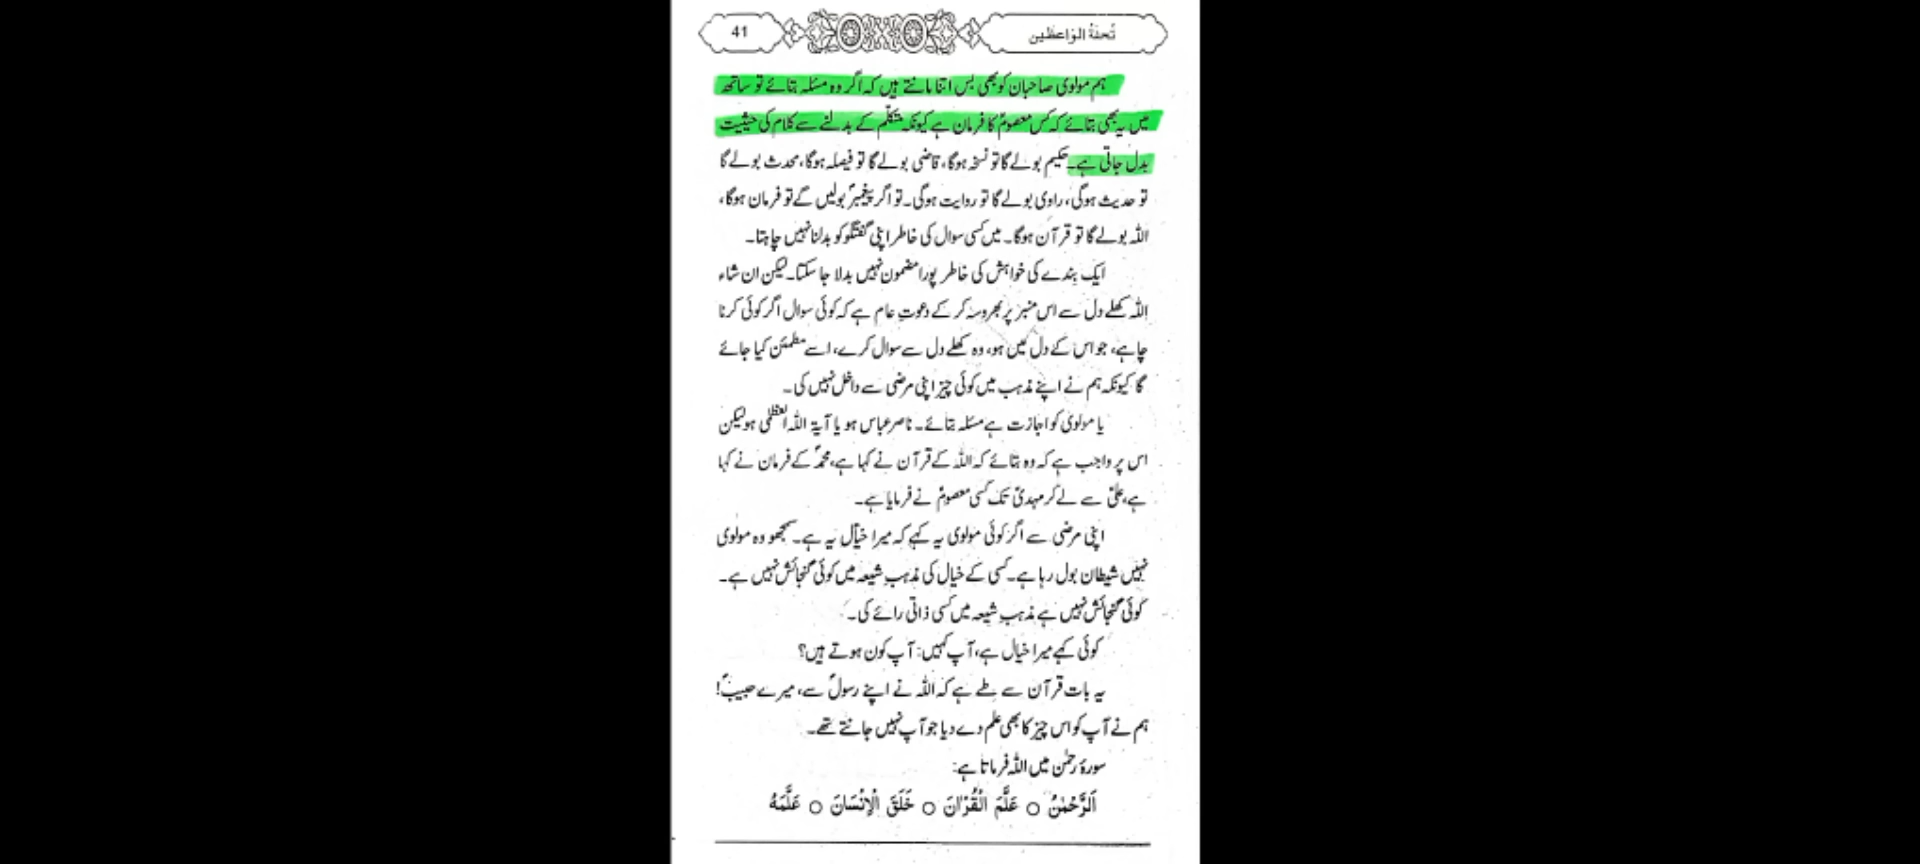 تُحفَۃُ الوَاعظین
41
ہم مولوی صاحبان کو بھی بس اتنا مانتے ہیں کہ اگر وہ مسئلہ بتائے تو ساتھ
میں یہ بھی بتائے کہ کس معصومؑ کا فرمان ہے کیونکہ متکلّم کے بدلنے سے کلام کی حیثیت
بدل جاتی ہے۔ حکیم بولے گا تو نسخہ ہوگا، قاضی بولے گا تو فیصلہ ہوگا، محدث بولے گا
تو حدیث ہوگی، راوی بولے گا تو روایت ہوگی۔ تو اگر پیغمبرؐ بولیں گے تو فرمان ہوگا،
اللہ بولے گا تو قرآن ہوگا۔ میں کسی سوال کی خاطر اپنی گفتگو کو بدلنا نہیں چاہتا۔
ایک بندے کی خواہش کی خاطر پورا مضمون نہیں بدلا جا سکتا۔ لیکن ان شاء
اللہ کھلے دل سے اس منبر پر بھروسہ کر کے دعوتِ عام ہے کہ کوئی سوال اگر کوئی کرنا
چاہے، جو اس کے دل میں ہو، وہ کھلے دل سے سوال کرے، اسے مطمئن کیا جائے
گا کیونکہ ہم نے اپنے مذہب میں کوئی چیز اپنی مرضی سے داخل نہیں کی۔
یا مولوی کو اجازت ہے مسئلہ بتائے۔ ناصر عباس ہو یا آیۃ اللہ العظمٰی ہو لیکن
اس پر واجب ہے کہ وہ بتائے کہ اللہ کے قرآن نے کہا ہے، محمدؐ کے فرمان نے کہا
ہے، علیؑ سے لے کر مہدیؑ تک کسی معصومؑ نے فرمایا ہے۔
اپنی مرضی سے اگر کوئی مولوی یہ کہے کہ میرا خیال یہ ہے۔ سمجھو وہ مولوی
نہیں شیطان بول رہا ہے۔ کسی کے خیال کی مذہبِ شیعہ میں کوئی گنجائش نہیں ہے۔
کوئی گنجائش نہیں ہے مذہبِ شیعہ میں کسی ذاتی رائے کی۔
کوئی کہے میرا خیال ہے، آپ کہیں: آپ کون ہوتے ہیں؟
یہ بات قرآن سے طے ہے کہ اللہ نے اپنے رسولؐ سے، میرے حبیبؐ!
ہم نے آپ کو اس چیز کا بھی علم دے دیا جو آپ نہیں جانتے تھے۔
سورۂ رحمٰن میں اللہ فرماتا ہے:
اَلرَّحْمٰنُ ○ عَلَّمَ الْقُرْاٰنَ ○ خَلَقَ الْاِنْسَانَ ○ عَلَّمَهُ